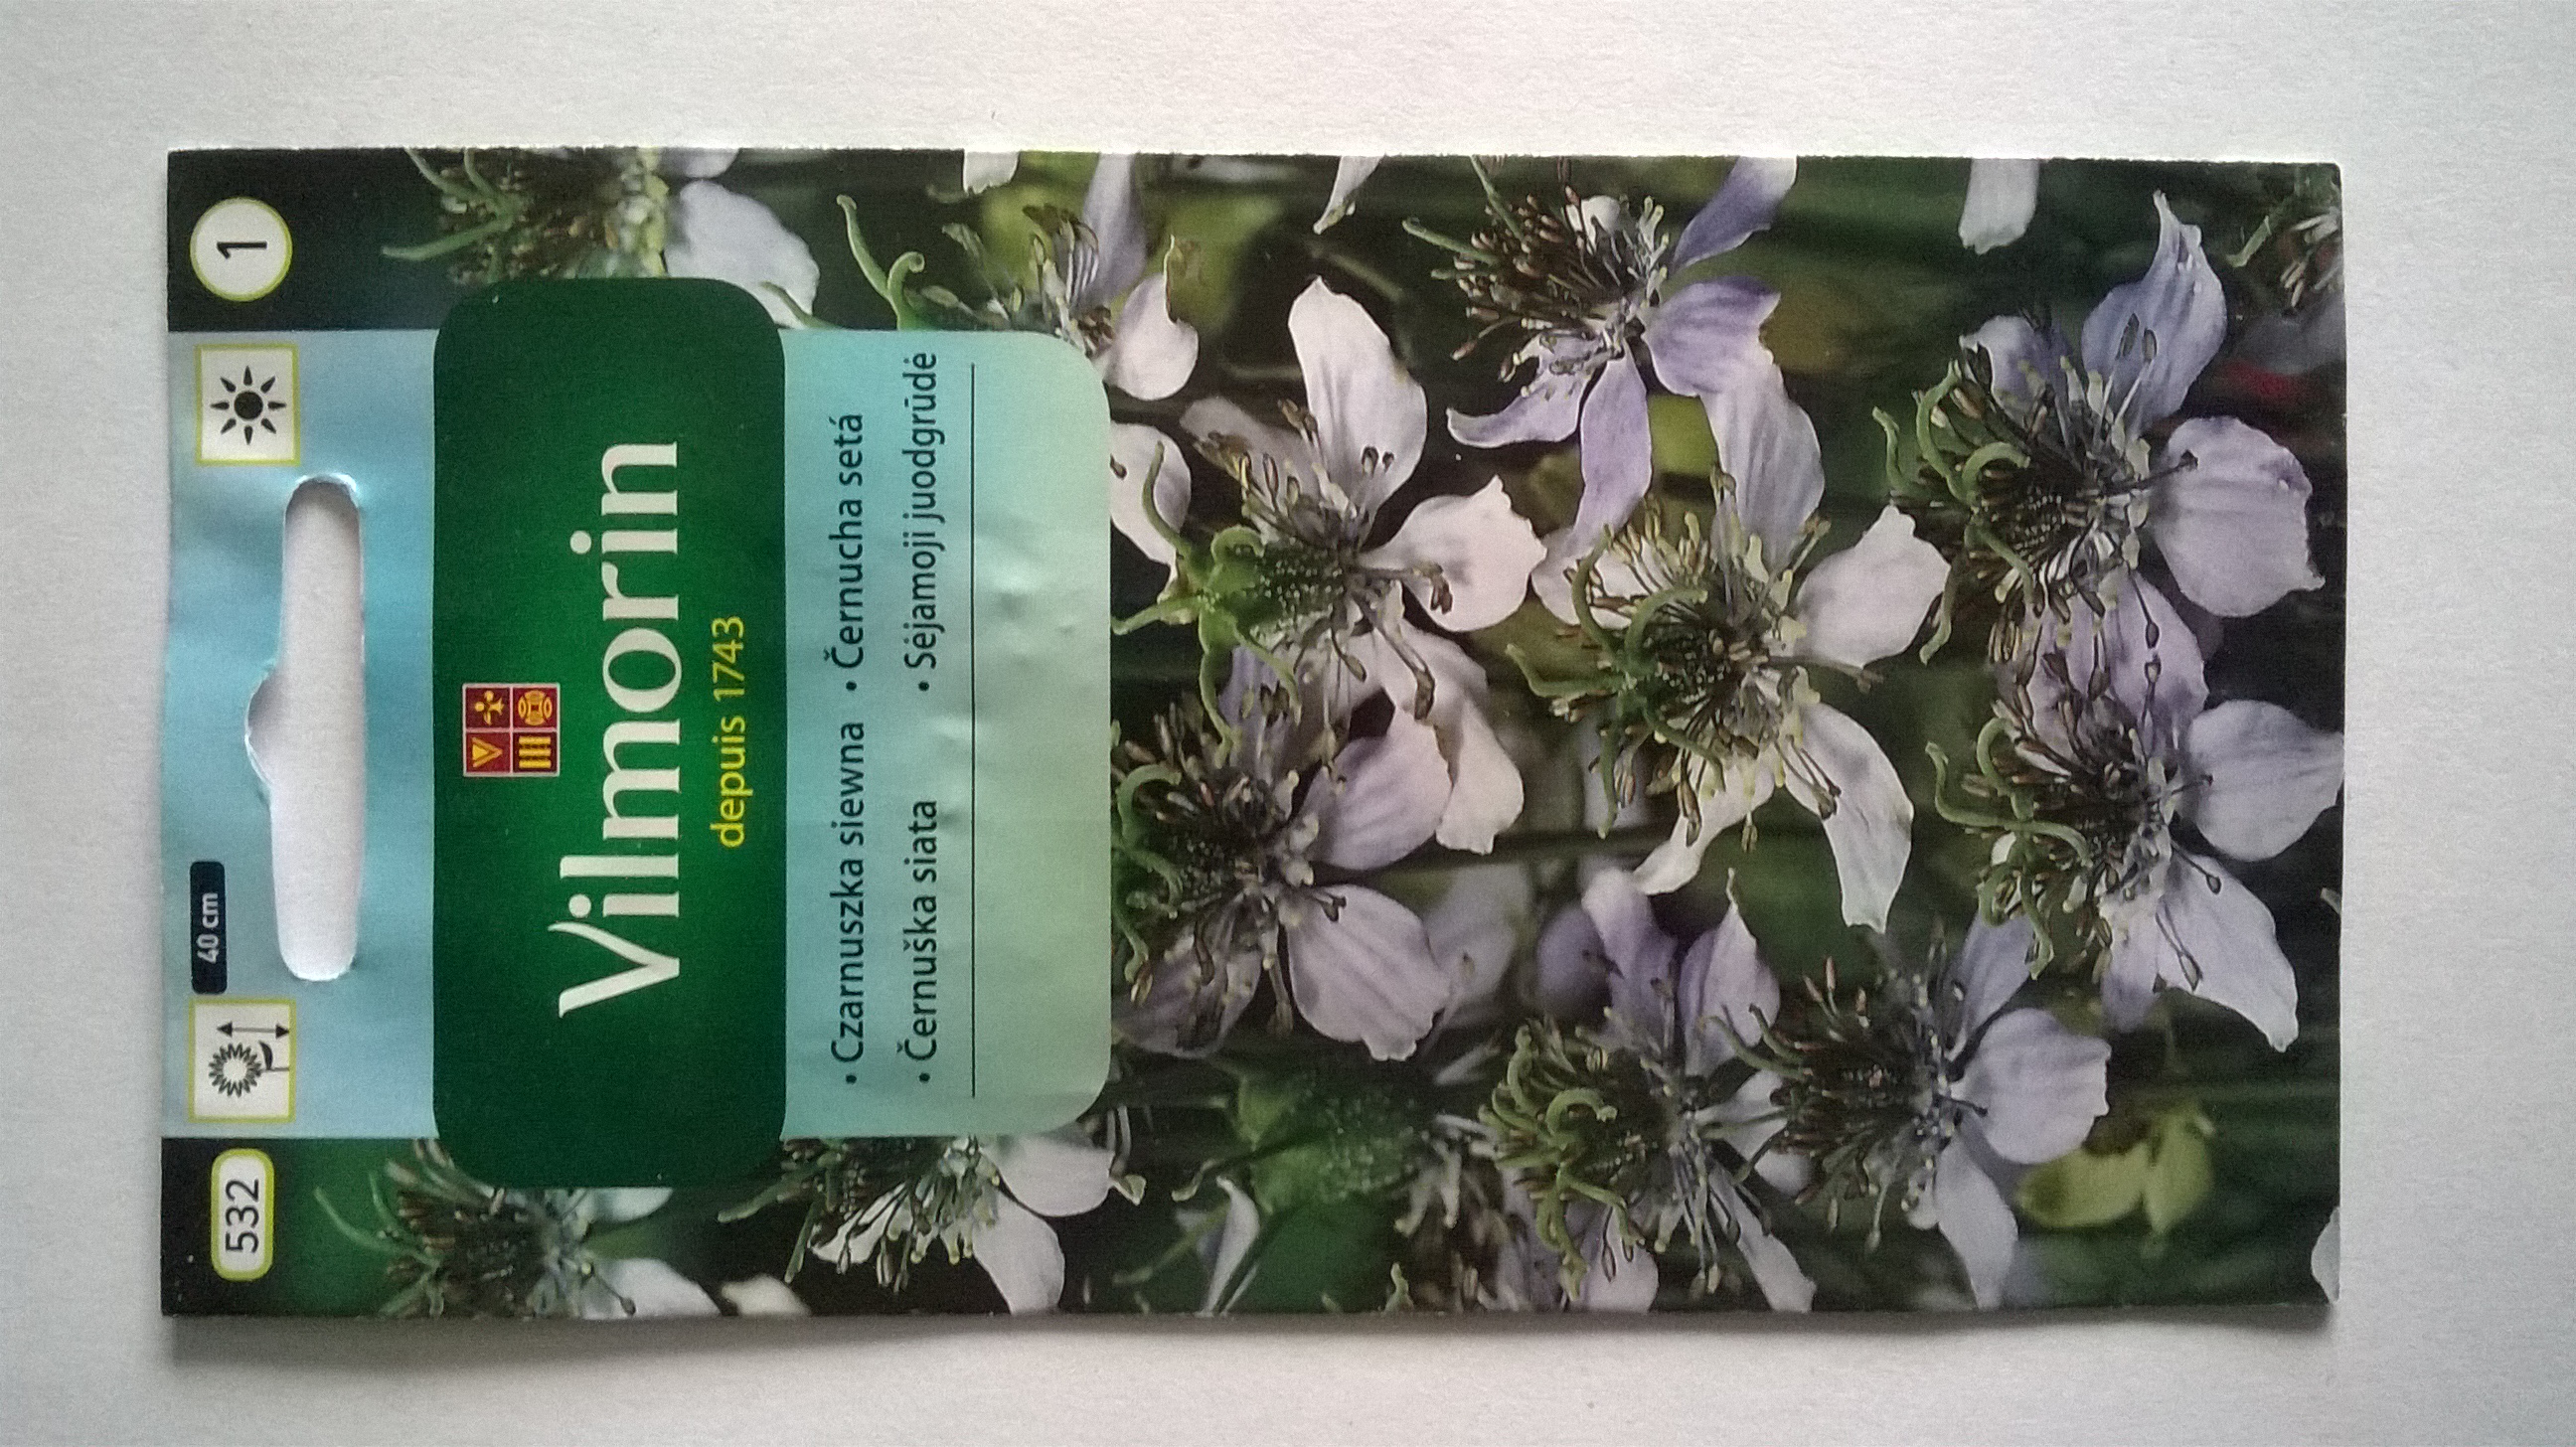 532
40 cm
1
Vilmorin
depuis 1743
• Czarnuszka siewna • Černucha setá
• Černuška siata • Sėjamoji juodgrūdė